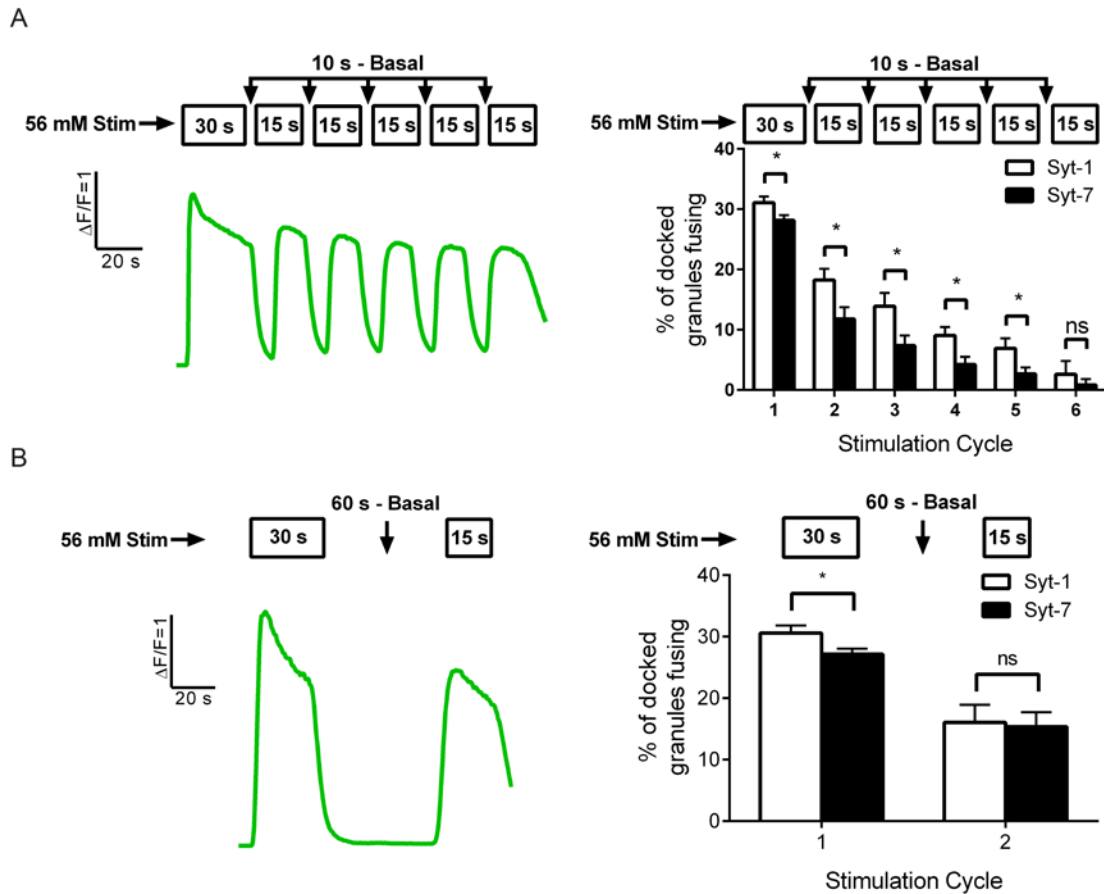 A
10 s - Basal
56 mM Stim
30 s
15 s
15 s
15 s
15 s
15 s
ΔF/F=1
20 s
10 s - Basal
56 mM Stim
30 s
15 s
15 s
15 s
15 s
15 s
Syt-1
Syt-7
% of docked
granules fusing
40
30
20
10
0
*
*
*
*
*
ns
1 2 3 4 5 6
Stimulation Cycle
B
60 s - Basal
56 mM Stim
30 s
15 s
ΔF/F=1
20 s
60 s - Basal
56 mM Stim
30 s
15 s
Syt-1
Syt-7
% of docked
granules fusing
40
30
20
10
0
*
ns
1 2
Stimulation Cycle